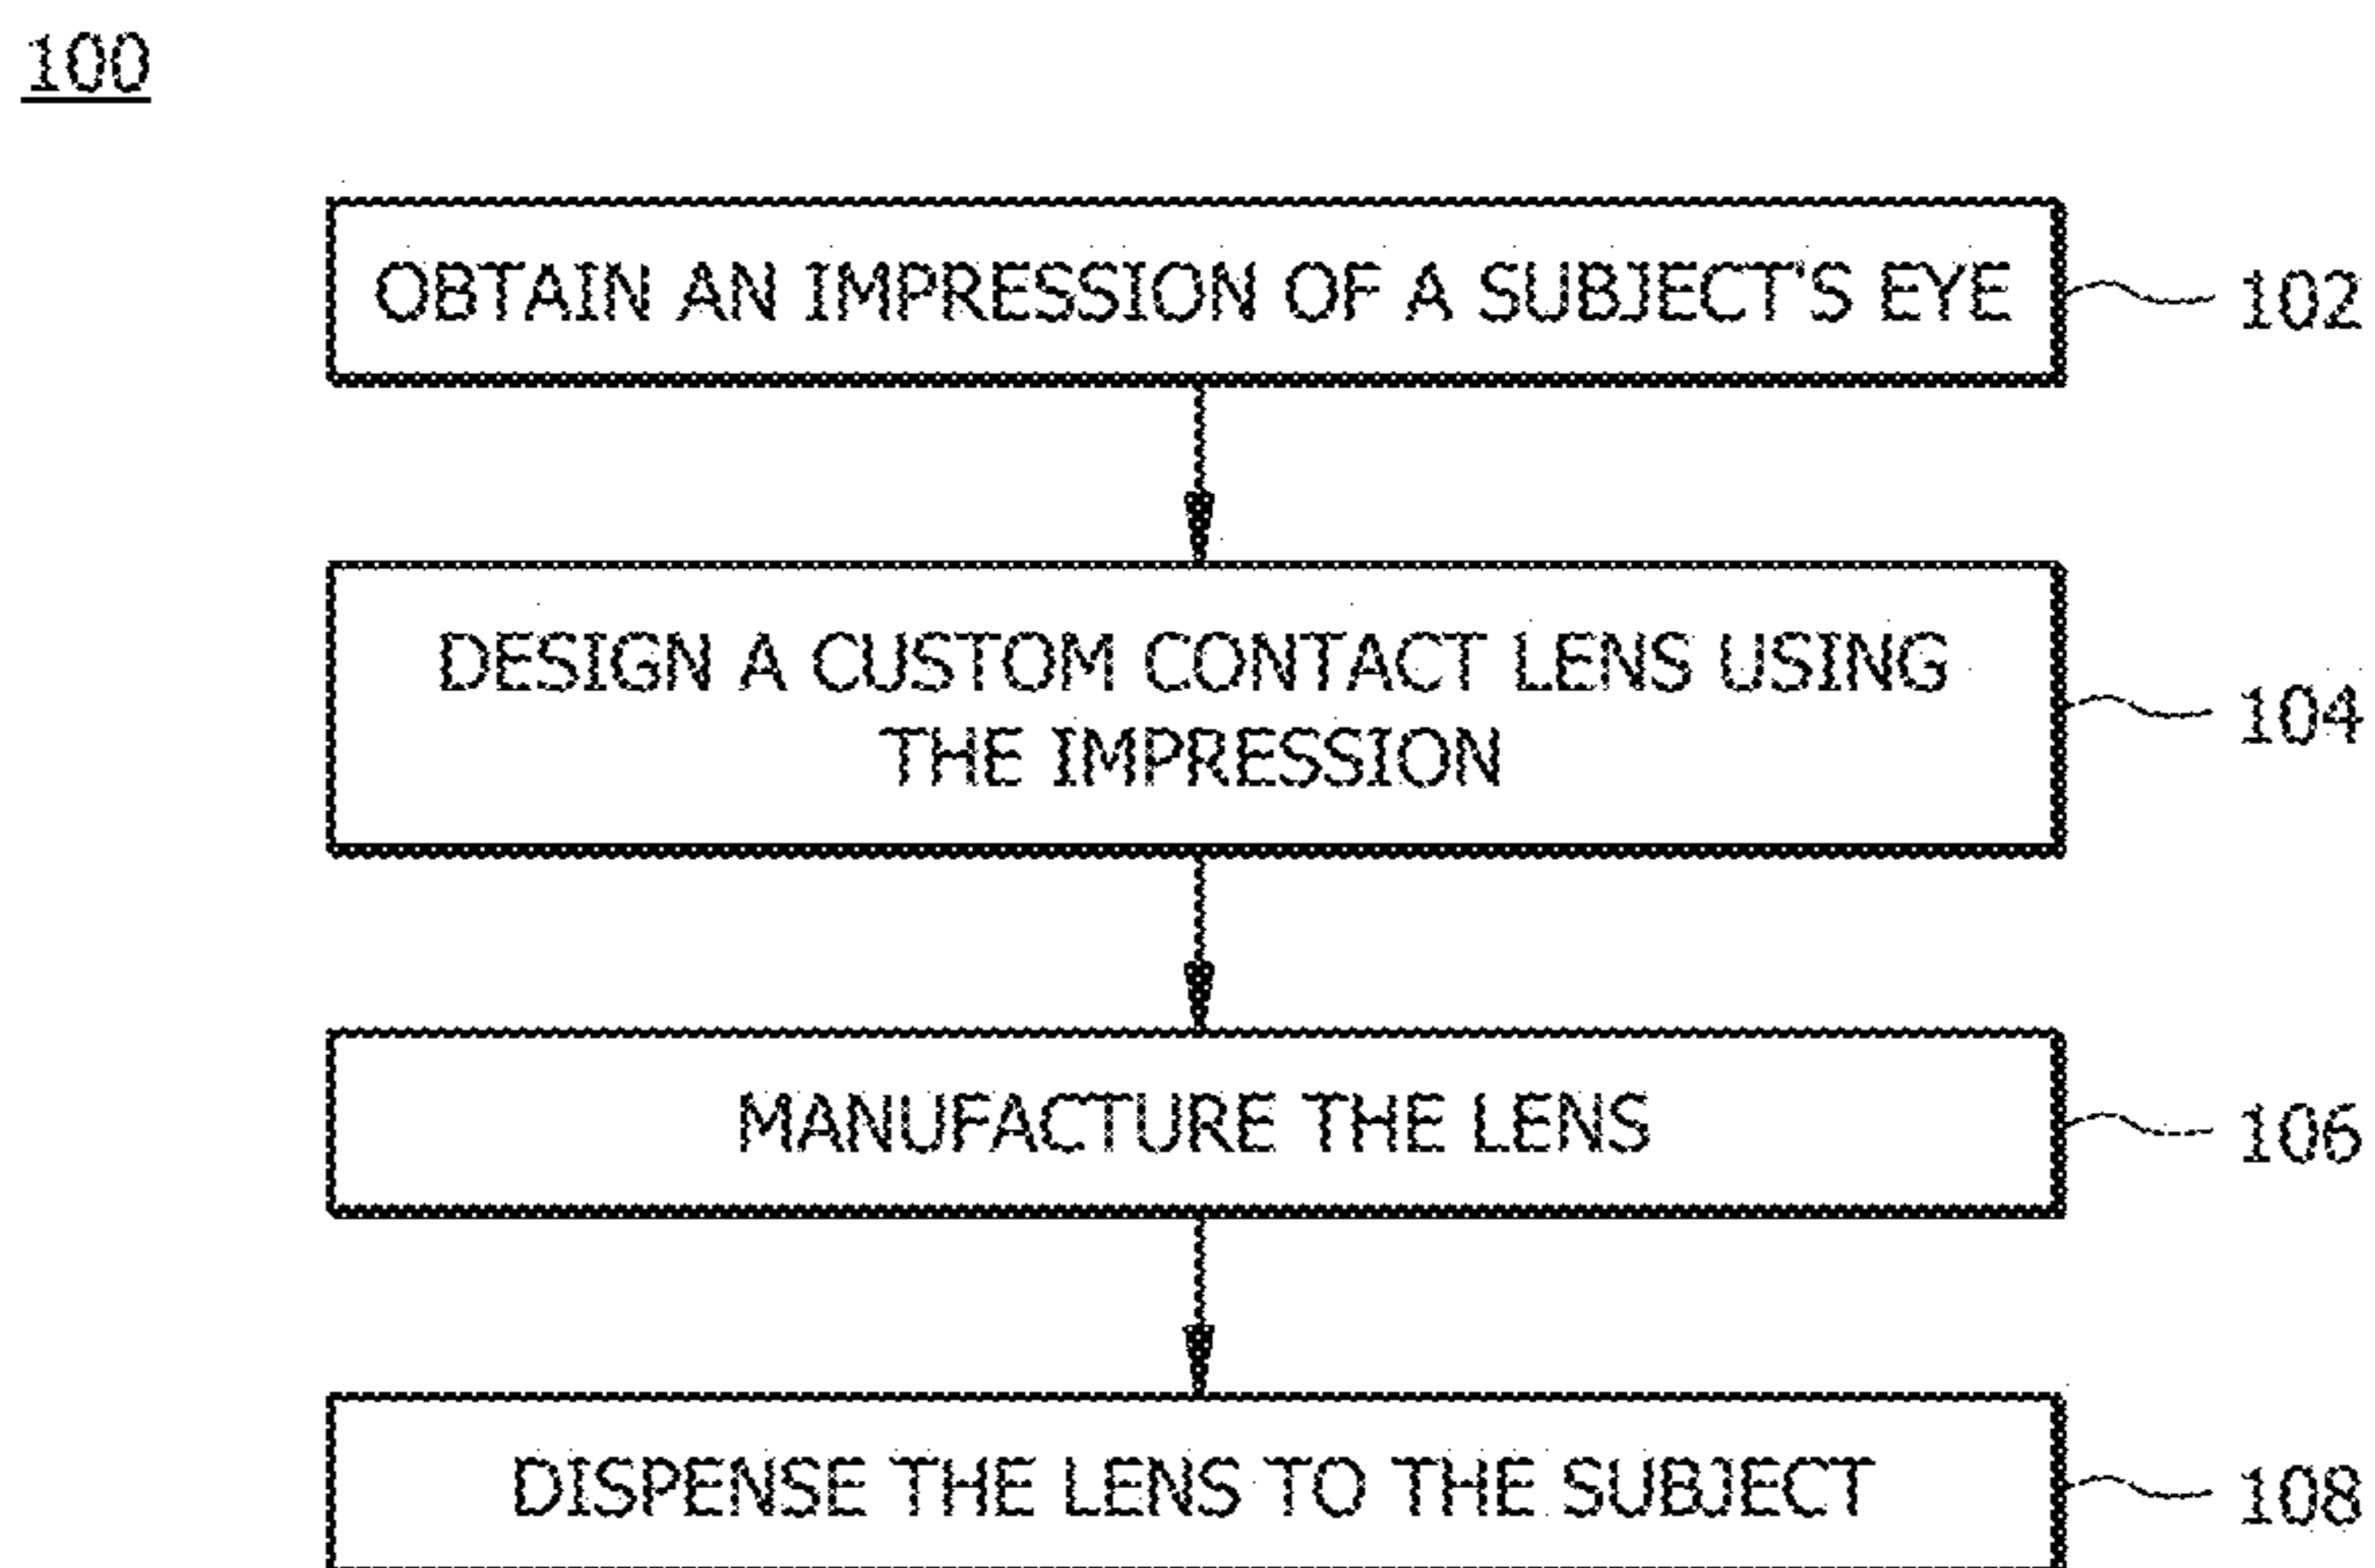 100
OBTAIN AN IMPRESSION OF A SUBJECT'S EYE
102
DESIGN A CUSTOM CONTACT LENS USING
THE IMPRESSION
104
MANUFACTURE THE LENS
106
DISPENSE THE LENS TO THE SUBJECT
108